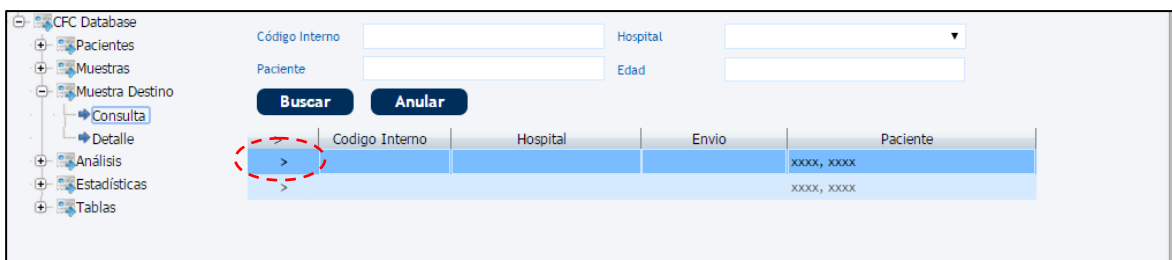 CFC Database
Pacientes
Muestras
Muestra Destino
Consulta
Detalle
Análisis
Estadísticas
Tablas
Código Interno
Hospital
Paciente
Edad
Buscar Anular
> Codigo Interno Hospital Envio Paciente
> xxxx, xxxx
> xxxx, xxxx